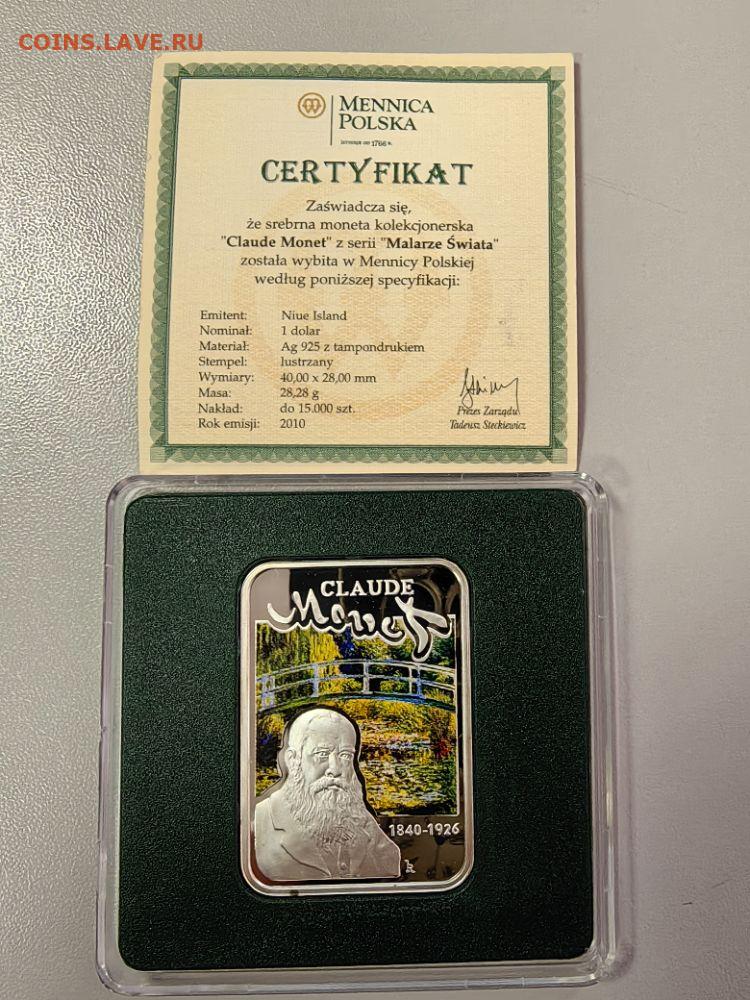 COINS.LAVE.RU
MENNICA
POLSKA
ISTNIEJE OD 1766 R.
CERTYFIKAT
Zaświadcza się,
że srebrna moneta kolekcjonerska
"Claude Monet" z serii "Malarze Świata"
została wybita w Mennicy Polskiej
według poniższej specyfikacji:
Emitent: Niue Island
Nominał: 1 dolar
Materiał: Ag 925 z tampondrukiem
Stempel: lustrzany
Wymiary: 40,00 x 28,00 mm
Masa: 28,28 g
Nakład: do 15.000 szt.
Rok emisji: 2010
Prezes Zarządu
Tadeusz Steckiewicz
CLAUDE
Monet
1840-1926